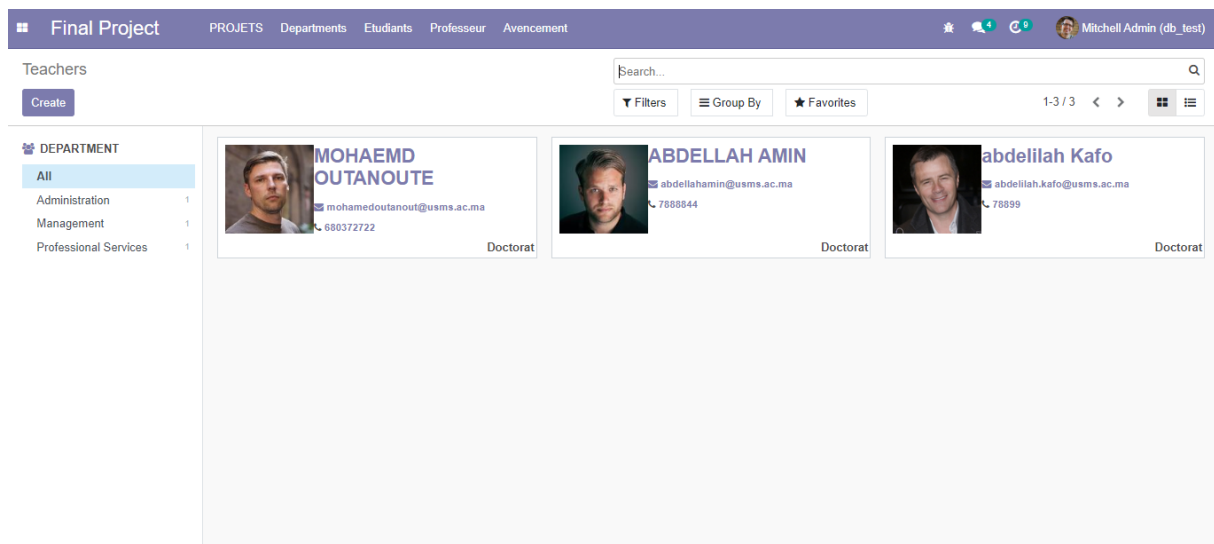 Final Project PROJETS Departments Etudiants Professeur Avencement 4 9 Mitchell Admin (db_test)
Teachers
Search...
Create
Filters Group By Favorites 1-3 / 3
DEPARTMENT
All
Administration 1
Management 1
Professional Services 1
MOHAEMD
OUTANOUTE
mohamedoutanout@usms.ac.ma
680372722
Doctorat
ABDELLAH AMIN
abdellahamin@usms.ac.ma
7888844
Doctorat
abdelilah Kafo
abdelilah.kafo@usms.ac.ma
78899
Doctorat